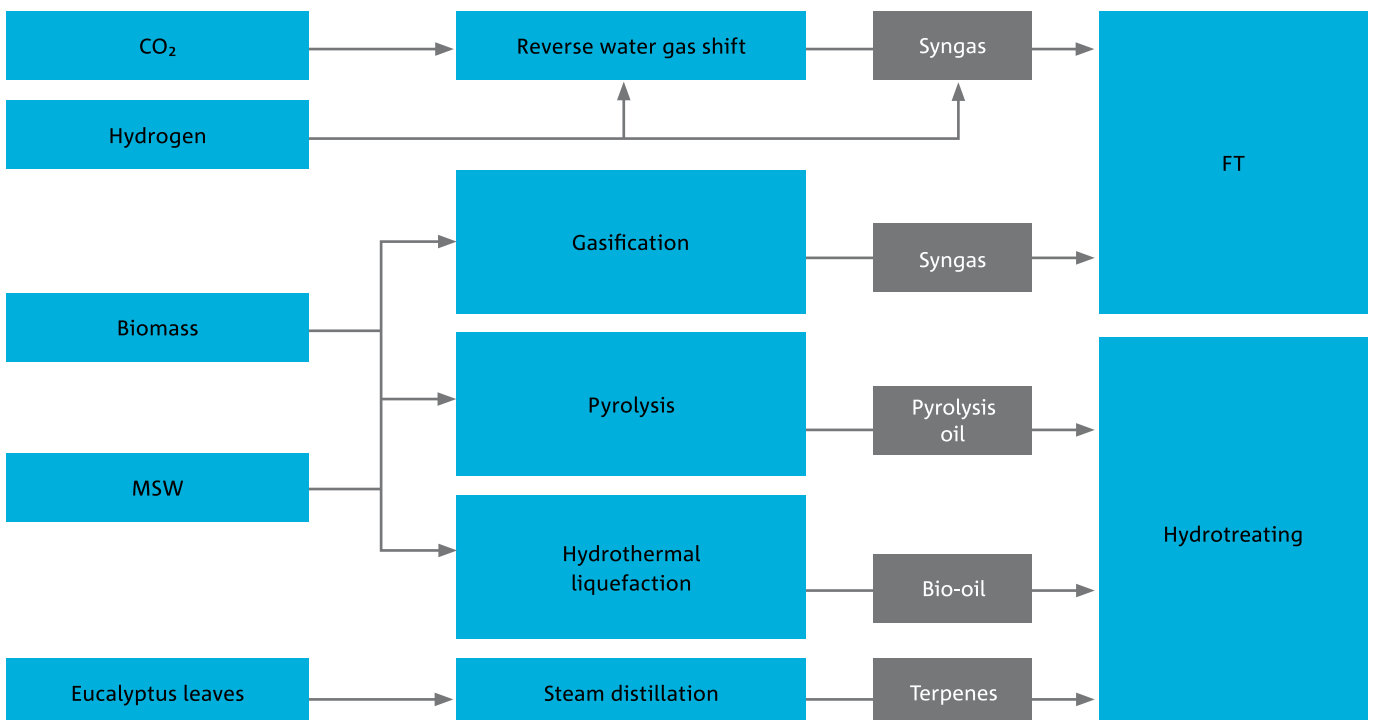 CO₂
Reverse water gas shift
Syngas
Hydrogen
FT
Gasification
Syngas
Biomass
Pyrolysis
Pyrolysis
oil
MSW
Hydrotreating
Hydrothermal
liquefaction
Bio-oil
Eucalyptus leaves
Steam distillation
Terpenes